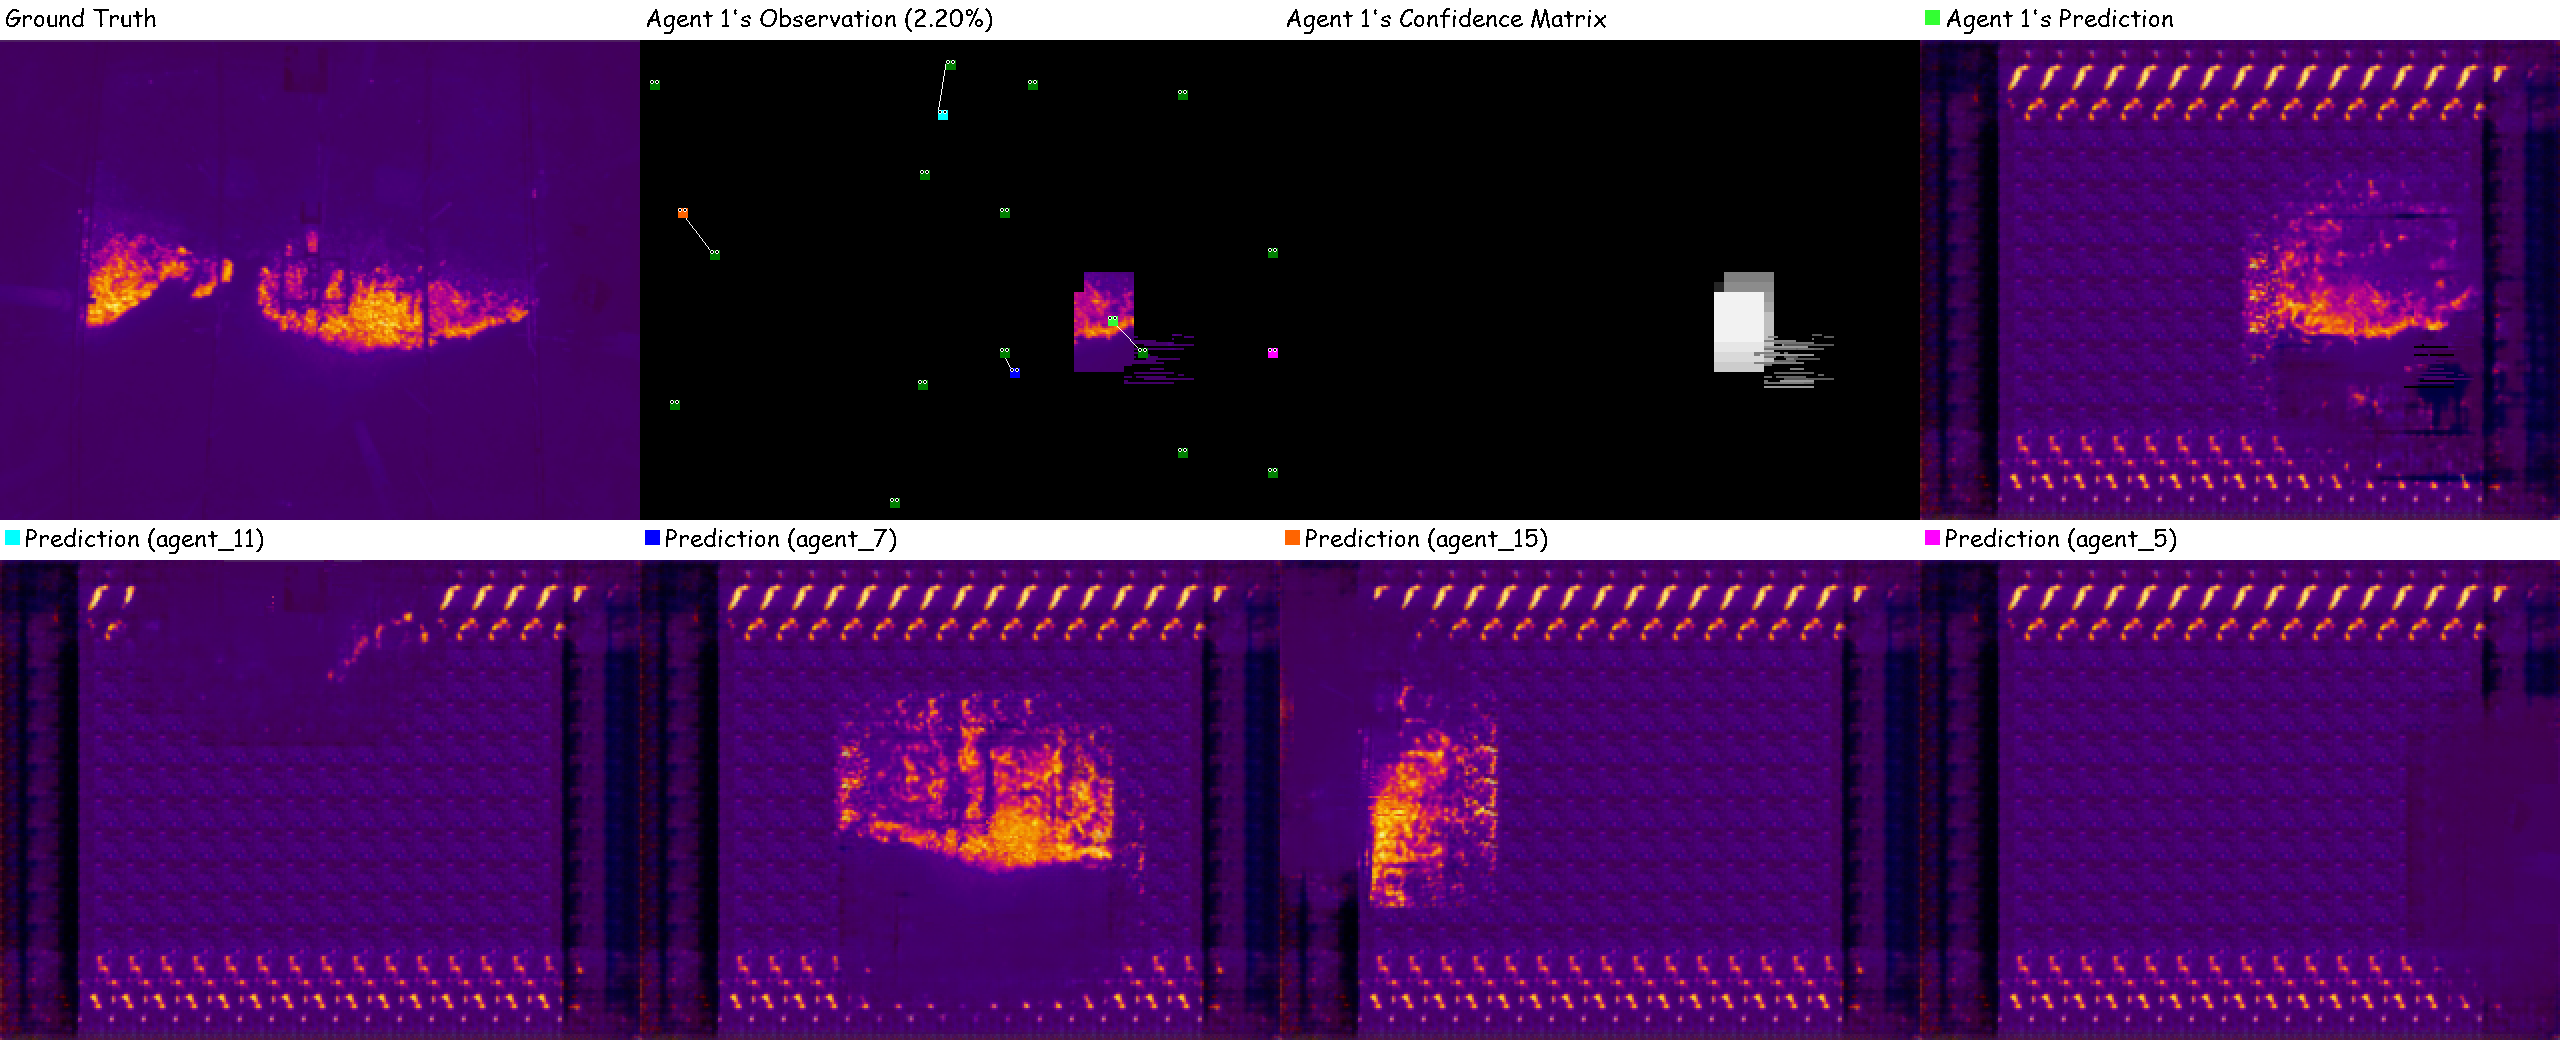 Ground Truth
Agent 1's Observation (2.20%)
Agent 1's Confidence Matrix
Agent 1's Prediction
Prediction (agent_11)
Prediction (agent_7)
Prediction (agent_15)
Prediction (agent_5)